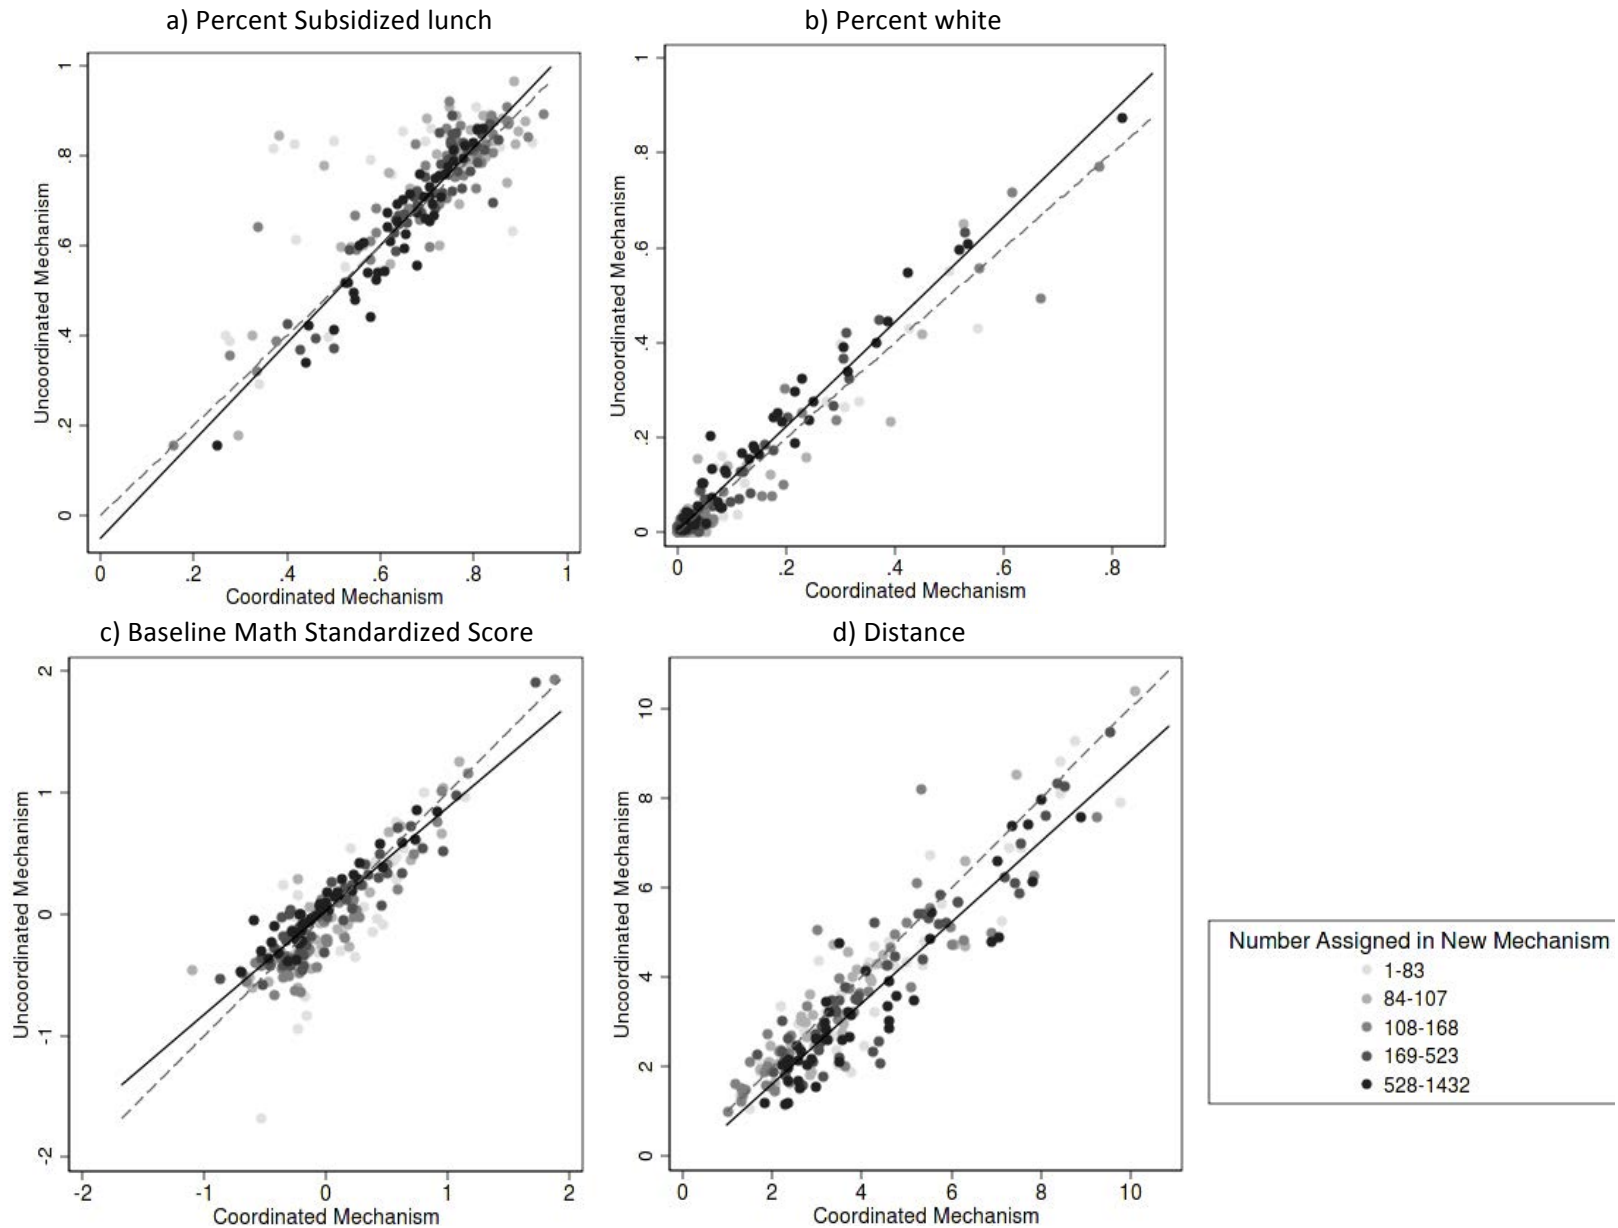 a) Percent Subsidized lunch
Uncoordinated Mechanism
1
.8
.6
.4
.2
0
0 .2 .4 .6 .8 1
Coordinated Mechanism
b) Percent white
Uncoordinated Mechanism
1
.8
.6
.4
.2
0
0 .2 .4 .6 .8
Coordinated Mechanism
c) Baseline Math Standardized Score
Uncoordinated Mechanism
2
1
0
-1
-2
-2 -1 0 1 2
Coordinated Mechanism
d) Distance
Uncoordinated Mechanism
10
8
6
4
2
0
0 2 4 6 8 10
Coordinated Mechanism
Number Assigned in New Mechanism
1-83
84-107
108-168
169-523
528-1432